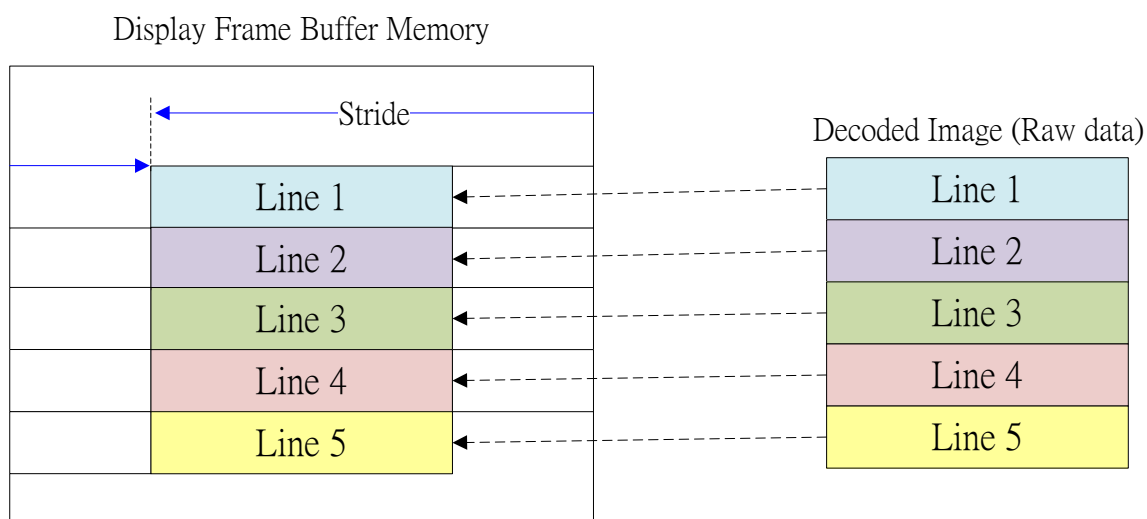 Display Frame Buffer Memory
Stride
Line 1
Line 2
Line 3
Line 4
Line 5
Decoded Image (Raw data)
Line 1
Line 2
Line 3
Line 4
Line 5